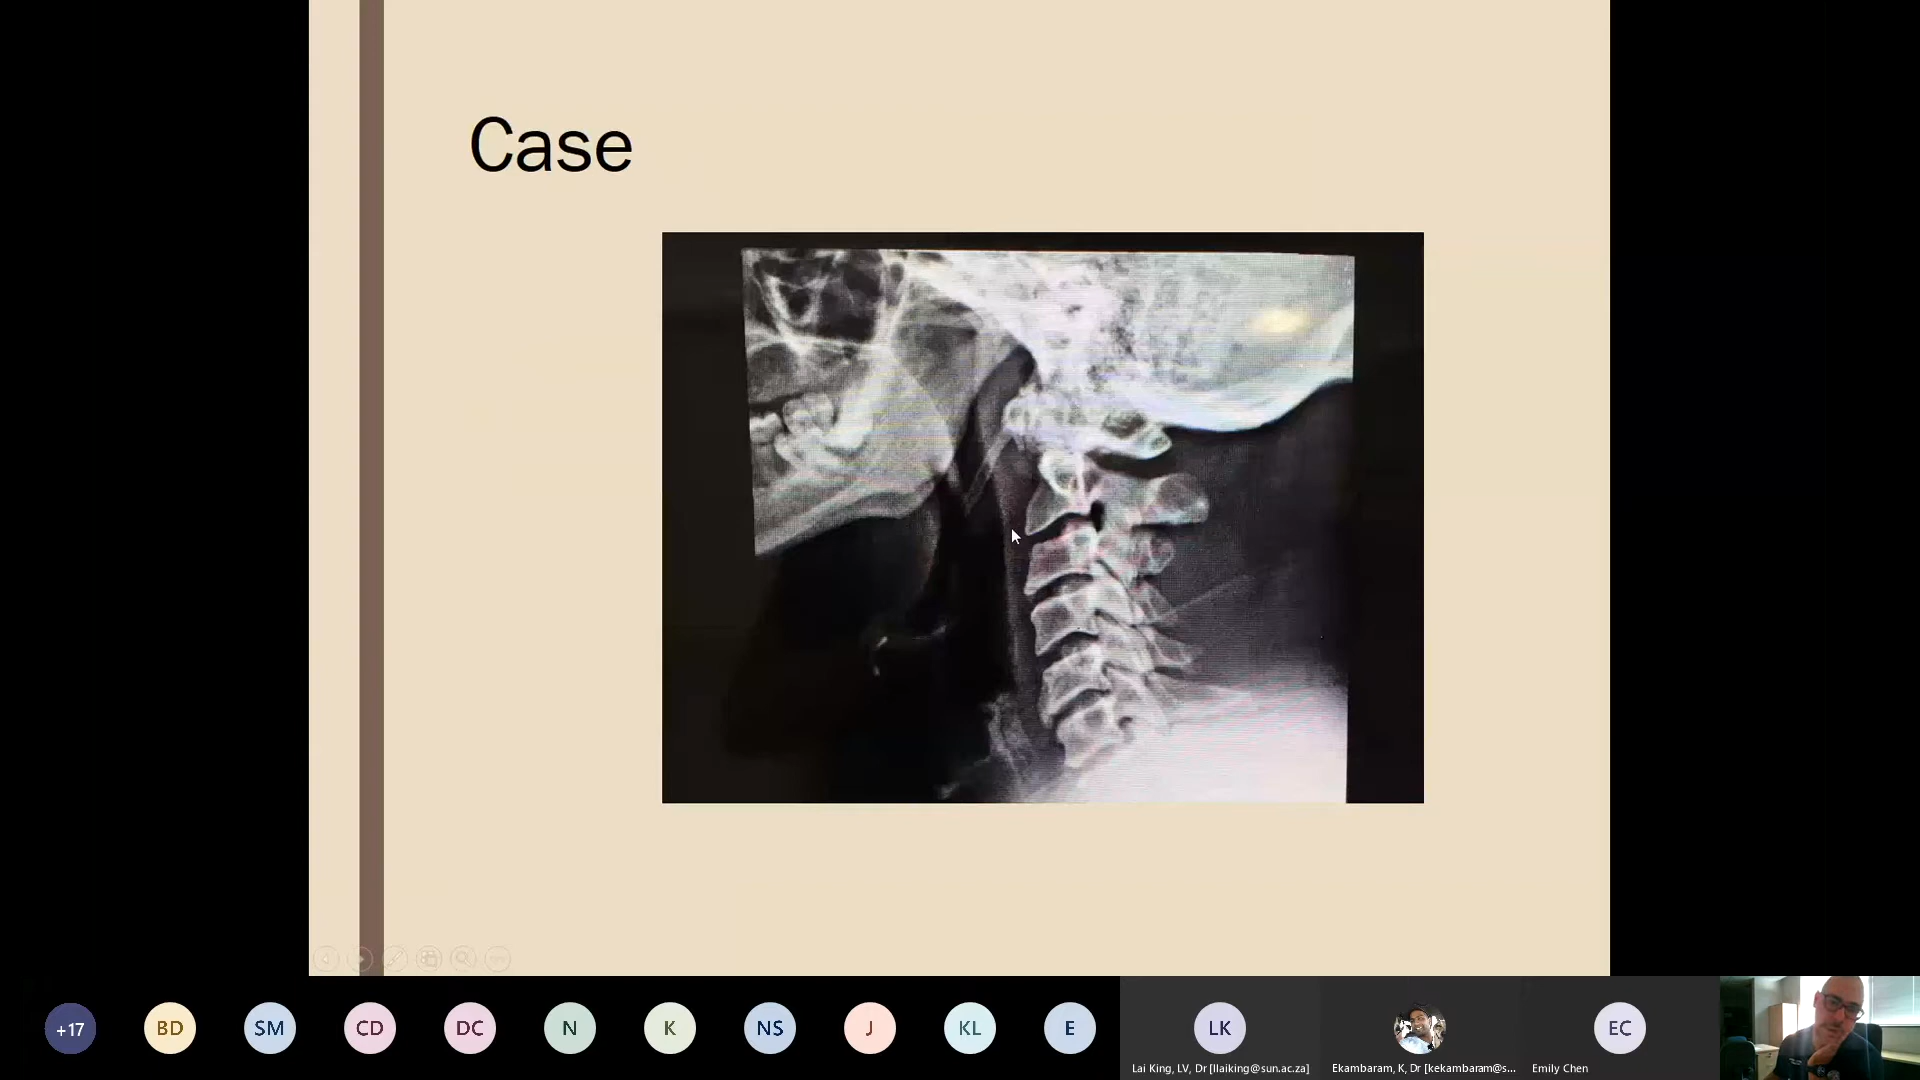 Case
+17
BD
SM
CD
DC
N
K
NS
J
KL
E
LK
EC
Lai King, LV, Dr [llaiking@sun.ac.za]
Ekambaram, K, Dr [kekambaram@s...
Emily Chen